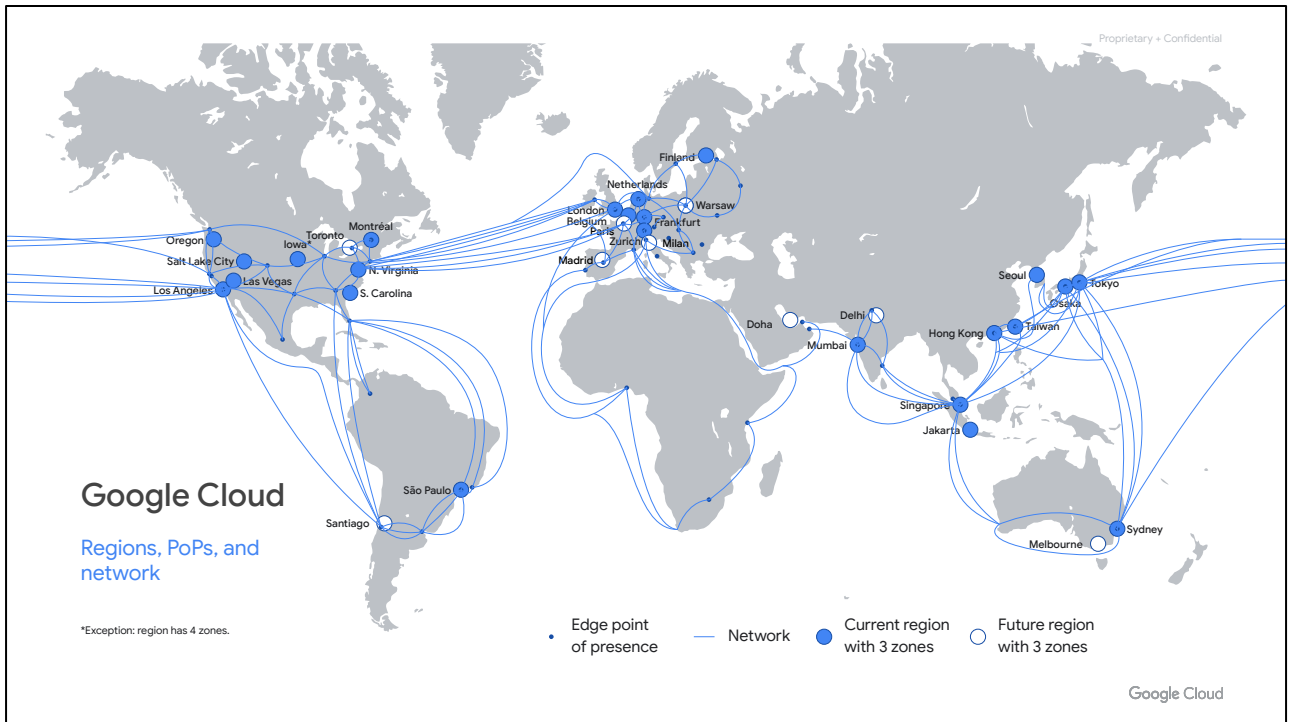 Proprietary + Confidential
Finland
Netherlands
London
Warsaw
Belgium
Frankfurt
Paris
Zurich
Milan
Madrid
Montréal
Toronto
Oregon
Iowa*
Salt Lake City
N. Virginia
Las Vegas
Los Angeles
S. Carolina
Seoul
Tokyo
Osaka
Doha
Delhi
Taiwan
Hong Kong
Mumbai
Singapore
Jakarta
São Paulo
Santiago
Sydney
Melbourne
Google Cloud
Regions, PoPs, and
network
*Exception: region has 4 zones.
Edge point
of presence
Network
Current region
with 3 zones
Future region
with 3 zones
Google Cloud